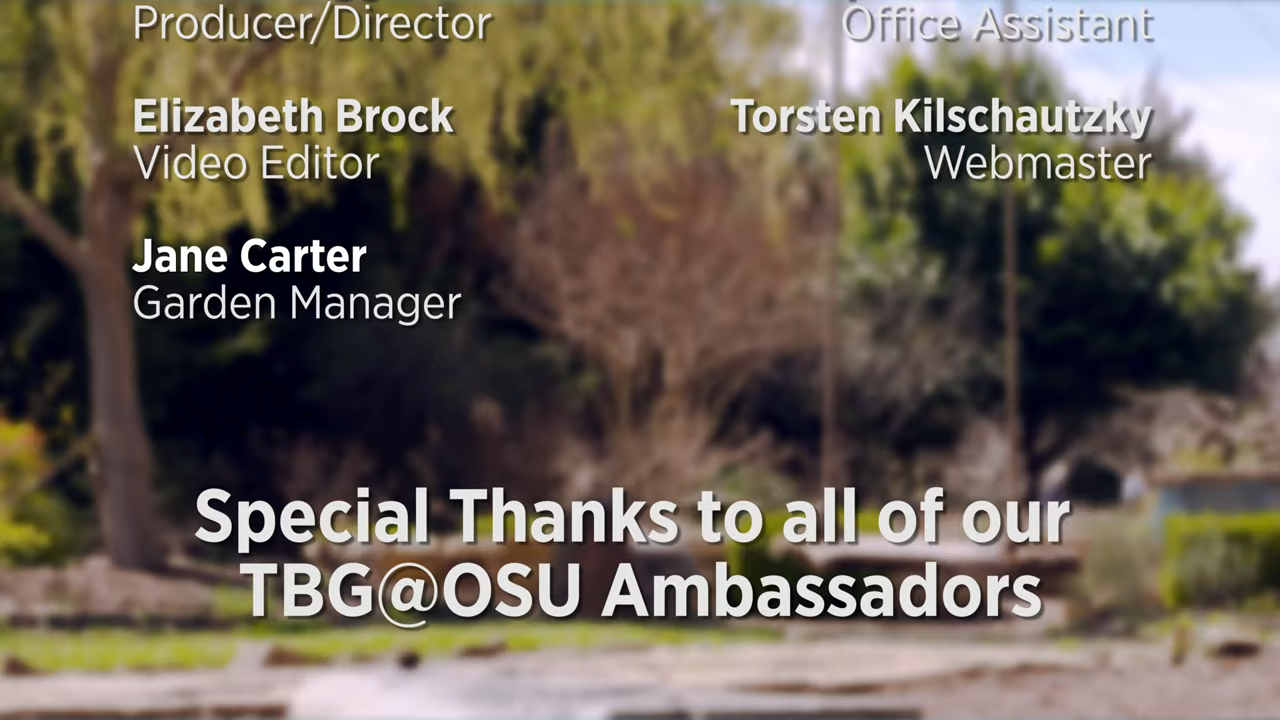 Producer/Director
Office Assistant
Elizabeth Brock
Video Editor
Torsten Kilschautzky
Webmaster
Jane Carter
Garden Manager
Special Thanks to all of our
TBG@OSU Ambassadors